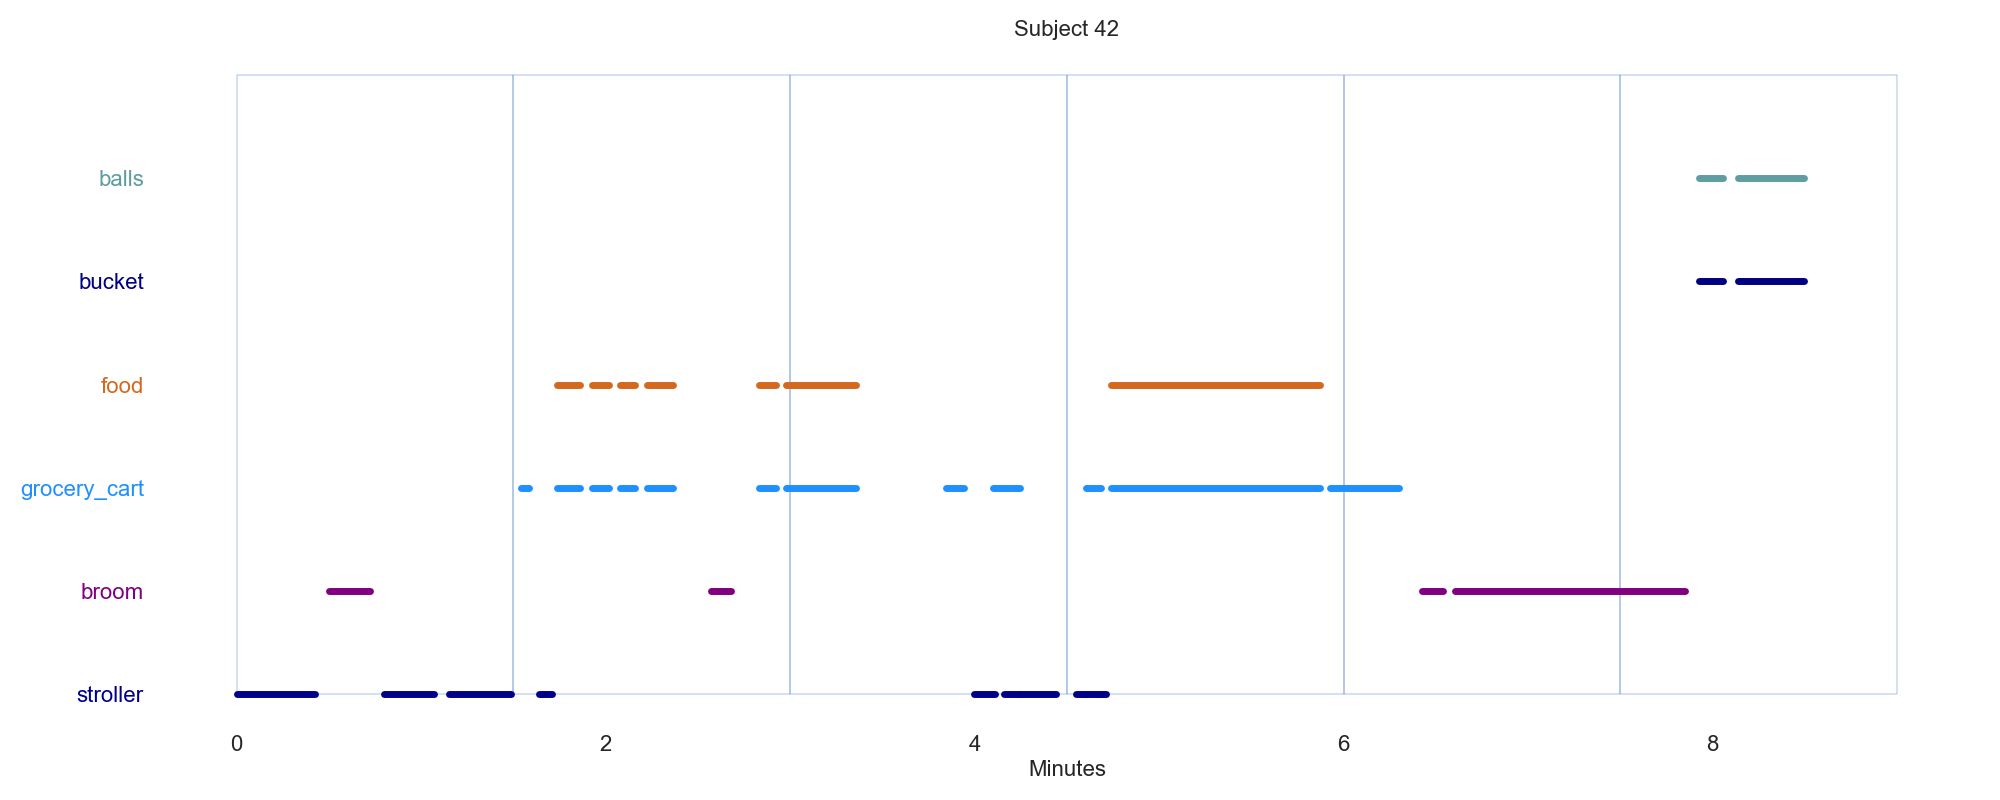 Subject 42
balls
bucket
food
grocery_cart
broom
stroller
0 2 4 6 8
Minutes